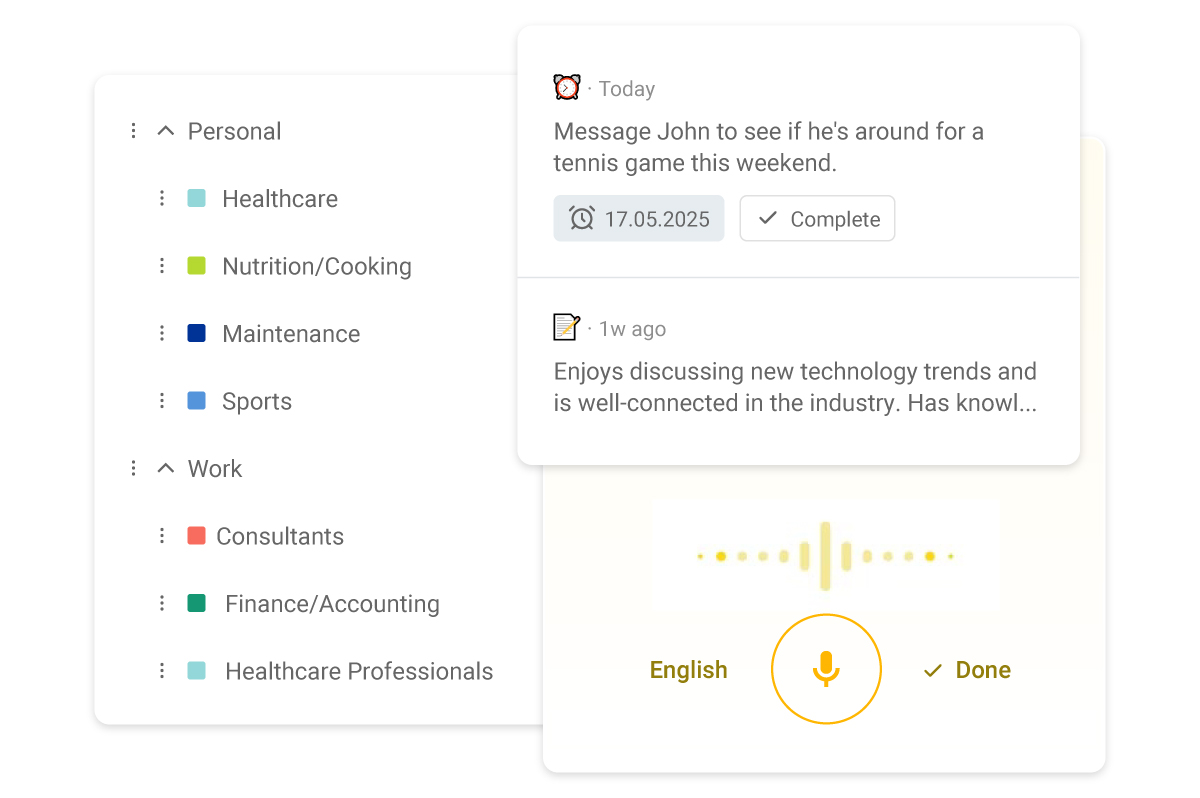 Personal
Healthcare
Nutrition/Cooking
Maintenance
Sports
Work
Consultants
Finance/Accounting
Healthcare Professionals
· Today
Message John to see if he's around for a
tennis game this weekend.
17.05.2025
Complete
· 1w ago
Enjoys discussing new technology trends and
is well-connected in the industry. Has knowl...
English
Done